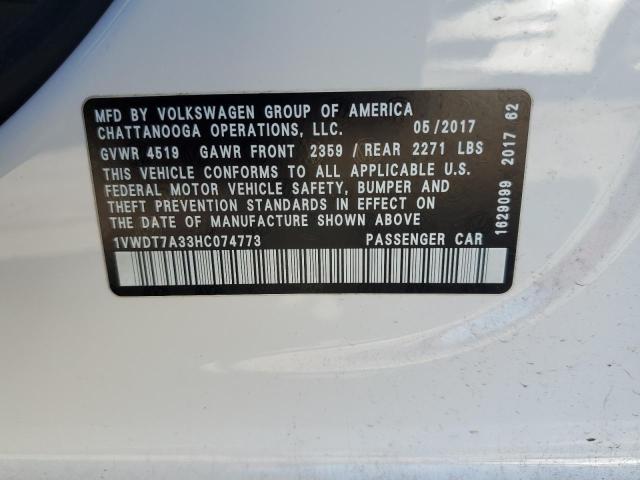 MFD BY VOLKSWAGEN GROUP OF AMERICA
CHATTANOOGA OPERATIONS, LLC. 05/2017
GVWR 4519 GAWR FRONT 2359 / REAR 2271 LBS
THIS VEHICLE CONFORMS TO ALL APPLICABLE U.S.
FEDERAL MOTOR VEHICLE SAFETY, BUMPER AND
THEFT PREVENTION STANDARDS IN EFFECT ON
THE DATE OF MANUFACTURE SHOWN ABOVE
1VWDT7A33HC074773 PASSENGER CAR
1629099 2017 62